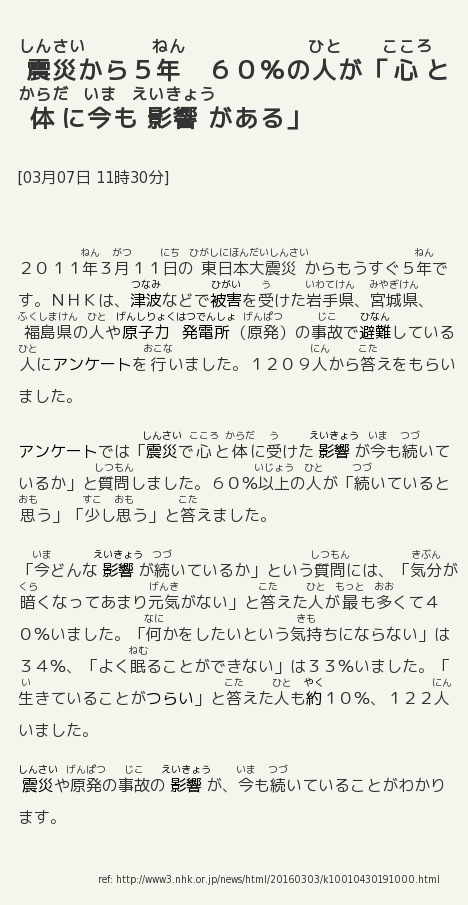 しんさい ねん ひと こころ
震災から５年 ６０％の人が「心と
からだ いま えいきょう
体に今も影響がある」
[03月07日 11時30分]
ねん がつ にち ひがしにほんだいしんさい ねん
２０１１年３月１１日の東日本大震災からもうすぐ５年で
つなみ ひがい う いわてけん みやぎけん
す。ＮＨＫは、津波などで被害を受けた岩手県、宮城県、
ふくしまけん ひと げんしりょくはつでんしょ げんぱつ じこ ひなん
福島県の人や原子力発電所（原発）の事故で避難している
ひと おこな にん こた
人にアンケートを行いました。１２０９人から答えをもらい
ました。
しんさい こころ からだ う えいきょう いま つづ
アンケートでは「震災で心と体に受けた影響が今も続いて
しつもん いじょう ひと つづ
いるか」と質問しました。６０％以上の人が「続いていると
おも すこ おも こた
思う」「少し思う」と答えました。
いま えいきょう つづ しつもん きぶん
「今どんな影響が続いているか」という質問には、「気分が
くら げんき こた ひと もっと おお
暗くなってあまり元気がない」と答えた人が最も多くて４
なに きも
０％いました。「何かをしたいという気持ちにならない」は
ねむ
３４％、「よく眠ることができない」は３３％いました。「
い こた ひと やく にん
生きていることがつらい」と答えた人も約１０％、１２２人
いました。
しんさい げんぱつ じこ えいきょう いま つづ
震災や原発の事故の影響が、今も続いていることがわかり
ます。
ref: http://www3.nhk.or.jp/news/html/20160303/k10010430191000.html